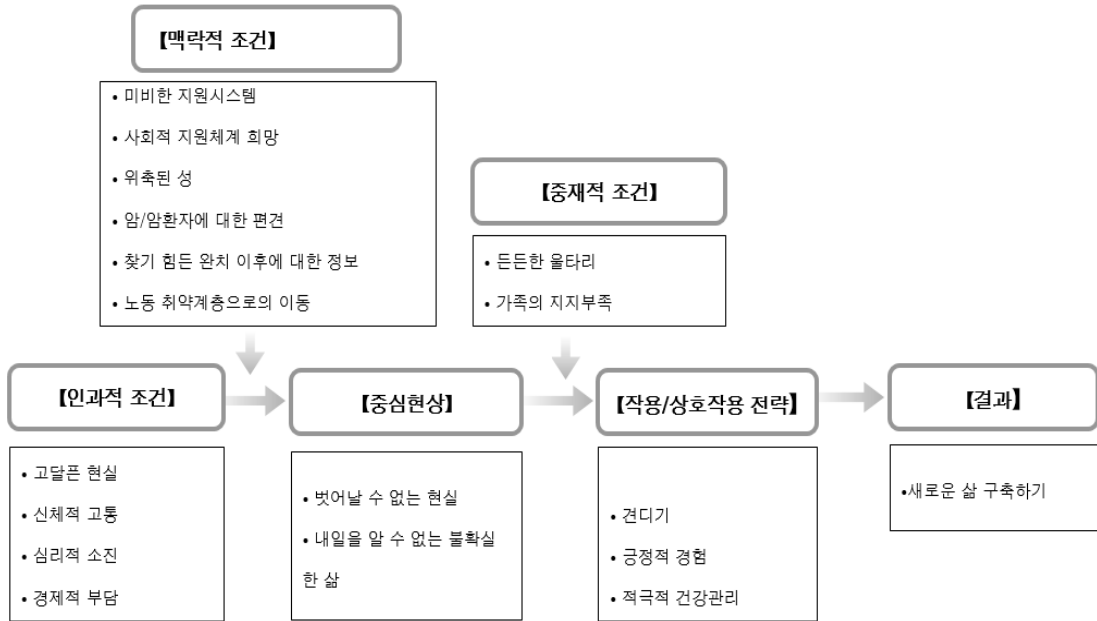 【맥락적 조건】
• 미비한 지원시스템
• 사회적 지원체계 희망
• 위축된 성
• 암/암환자에 대한 편견
• 찾기 힘든 완치 이후에 대한 정보
• 노동 취약계층으로의 이동
【중재적 조건】
• 든든한 울타리
• 가족의 지지부족
【인과적 조건】
• 고달픈 현실
• 신체적 고통
• 심리적 소진
• 경제적 부담
【중심현상】
• 벗어날 수 없는 현실
• 내일을 알 수 없는 불확실
한 삶
【작용/상호작용 전략】
• 견디기
• 긍정적 경험
• 적극적 건강관리
【결과】
•새로운 삶 구축하기